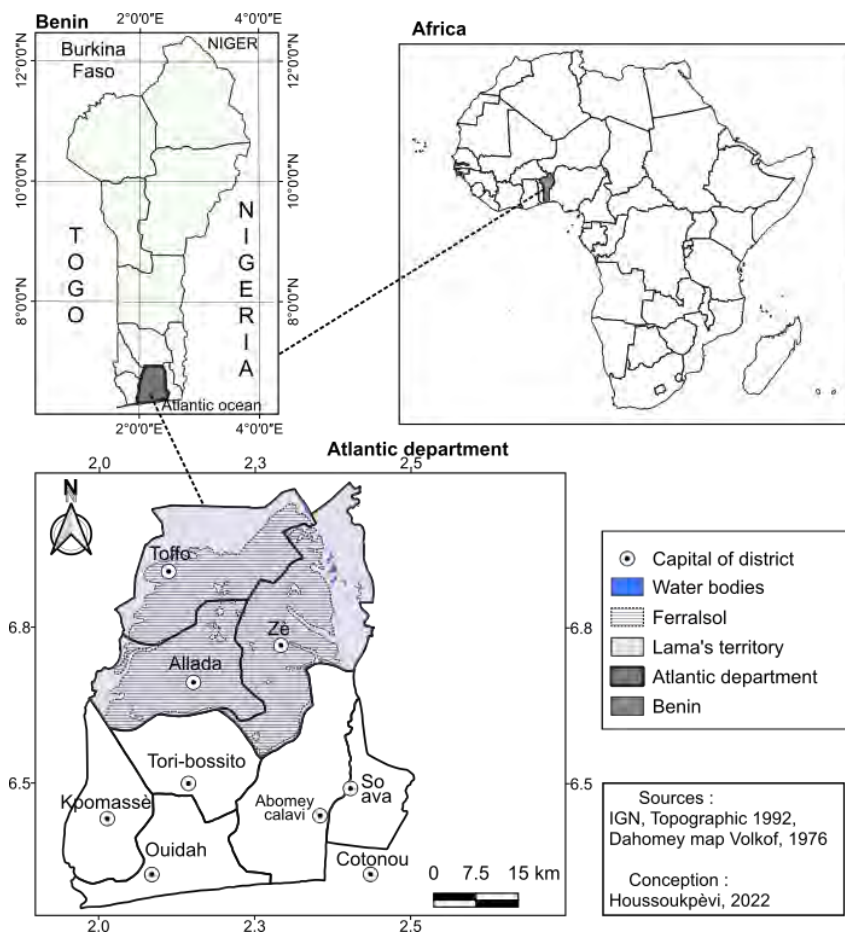 Benin
2°0'0"E
4°0'0"E
12°0'0"N
10°0'0"N
8°0'0"N
Burkina
Faso
NIGER
TOGO
NIGERIA
12°0'0"N
10°0'0"N
8°0'0"N
Atlantic ocean
2°0'0"E
4°0'0"E
Africa
Atlantic department
2.0
2.3
2.5
N
6.8
6.5
Toffo
Zè
Allada
Tori-bossito
Kpomassè
Abomey
calavi
So
ava
Ouidah
Cotonou
0 7.5 15 km
6.8
6.5
2.0
2.3
2.5
Capital of district
Water bodies
Ferralsol
Lama's territory
Atlantic department
Benin
Sources :
IGN, Topographic 1992,
Dahomey map Volkof, 1976
Conception :
Houssoukpèvi, 2022